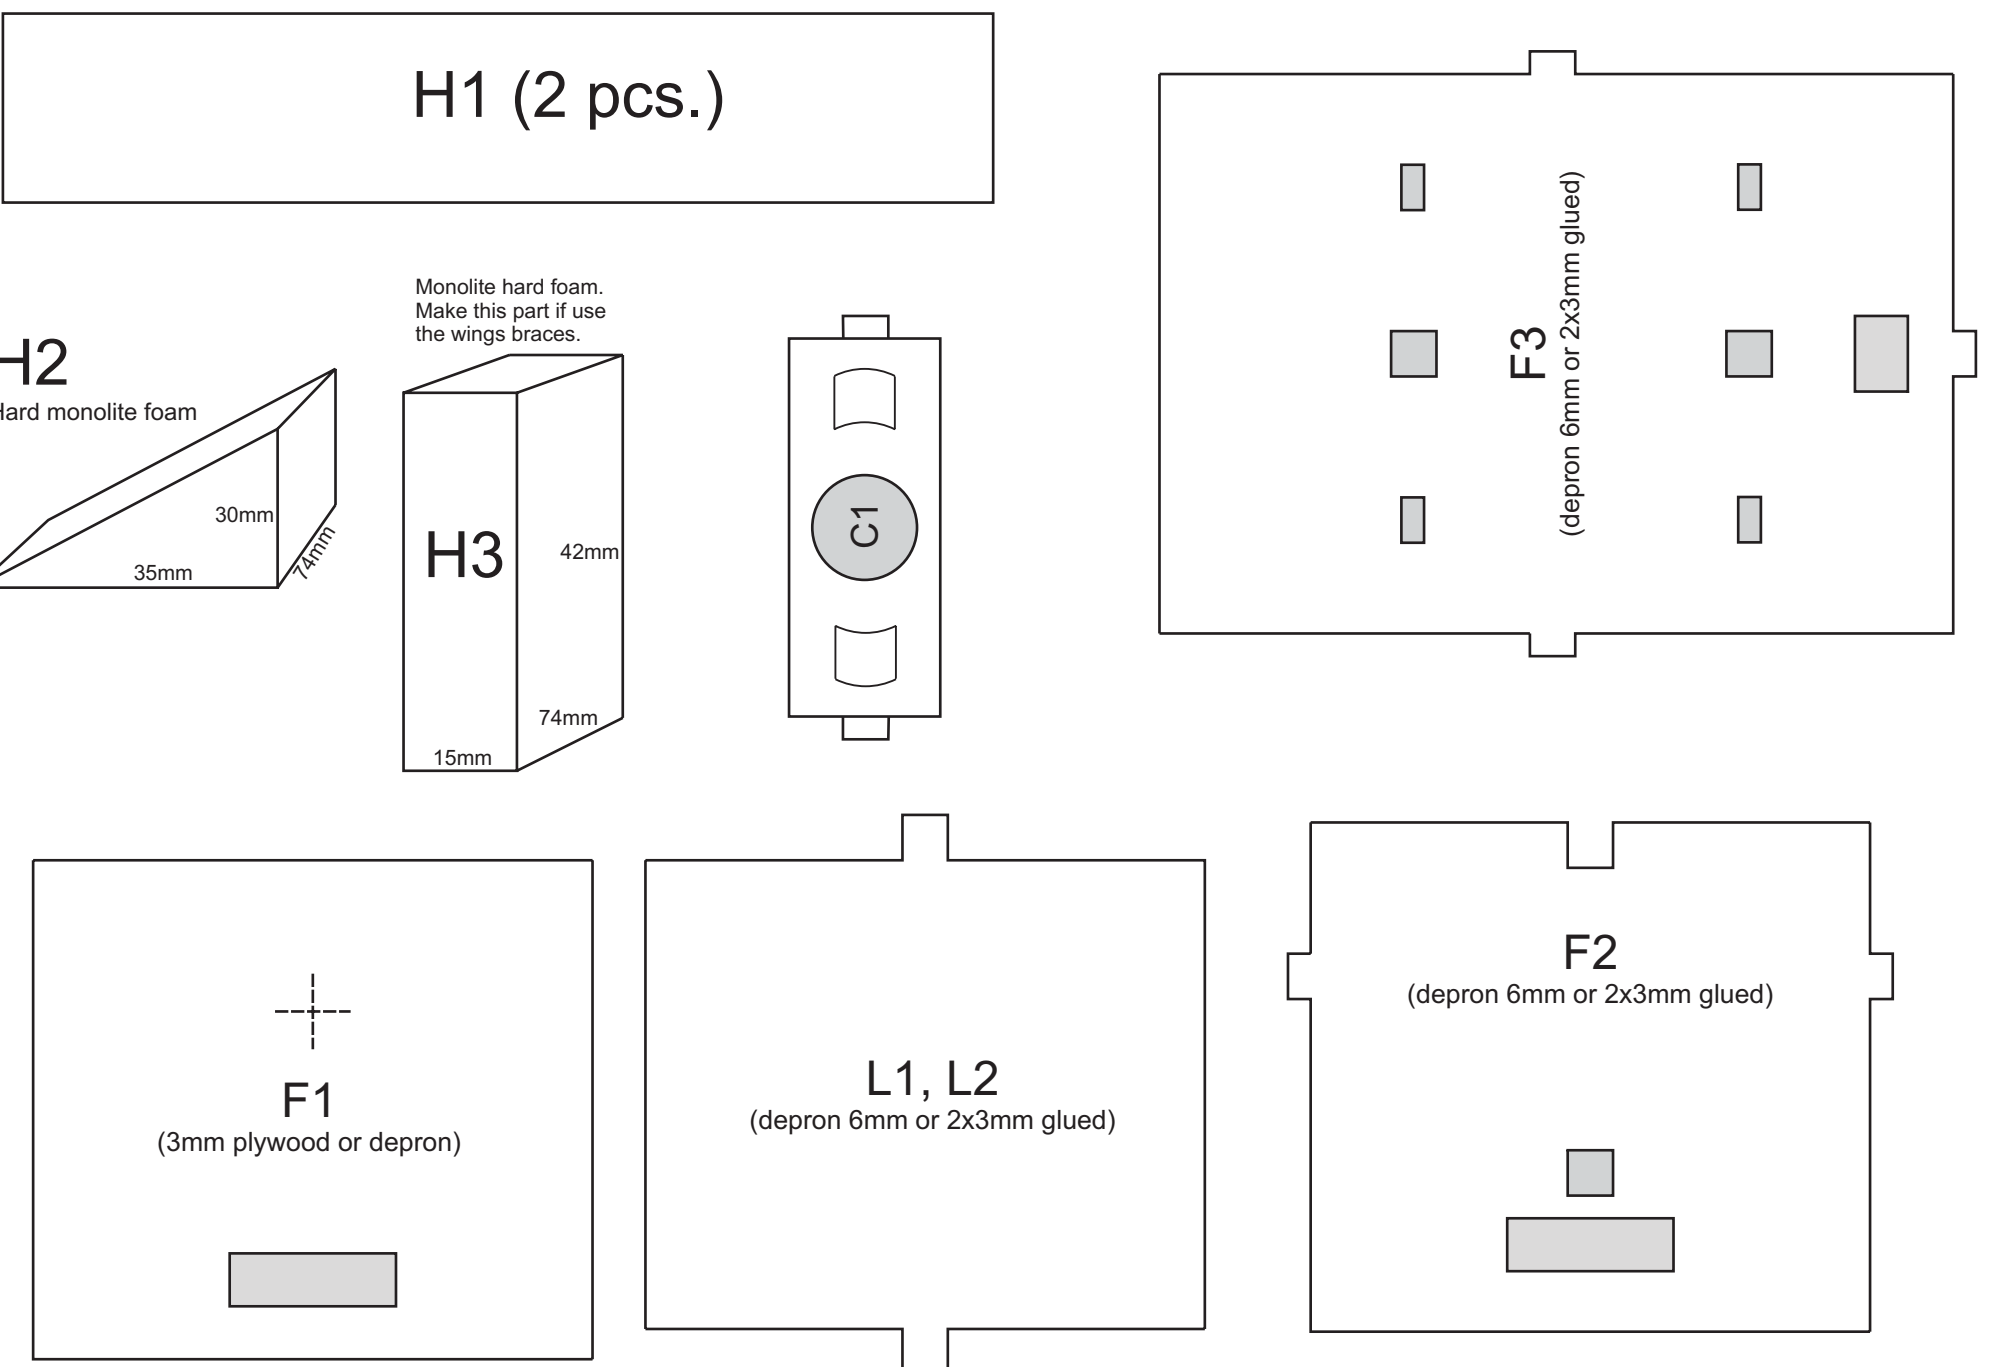 H1 (2 pcs.)
Monolite hard foam.
Make this part if use
the wings braces.
H2
Hard monolite foam
30mm
35mm
74mm
H3
42mm
74mm
15mm
C1
F3
(depron 6mm or 2x3mm glued)
F1
(3mm plywood or depron)
L1, L2
(depron 6mm or 2x3mm glued)
F2
(depron 6mm or 2x3mm glued)